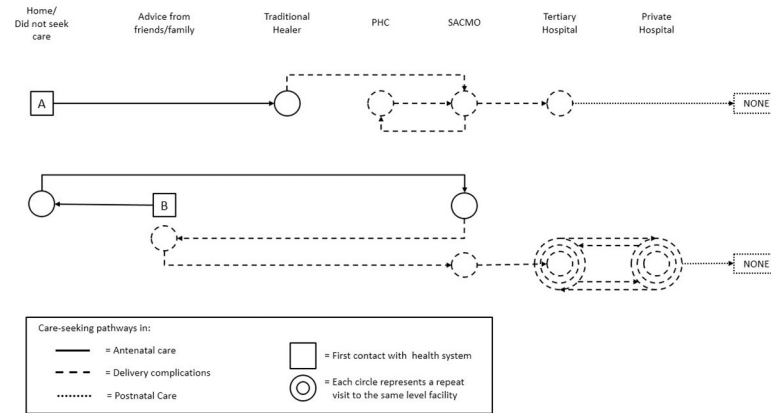 Home/
Did not seek
care
Advice from
friends/family
Traditional
Healer
PHC
SACMO
Tertiary
Hospital
Private
Hospital
A
NONE
B
NONE
Care-seeking pathways in:
= Antenatal care
= Delivery complications
= Postnatal Care
= First contact with health system
= Each circle represents a repeat
visit to the same level facility